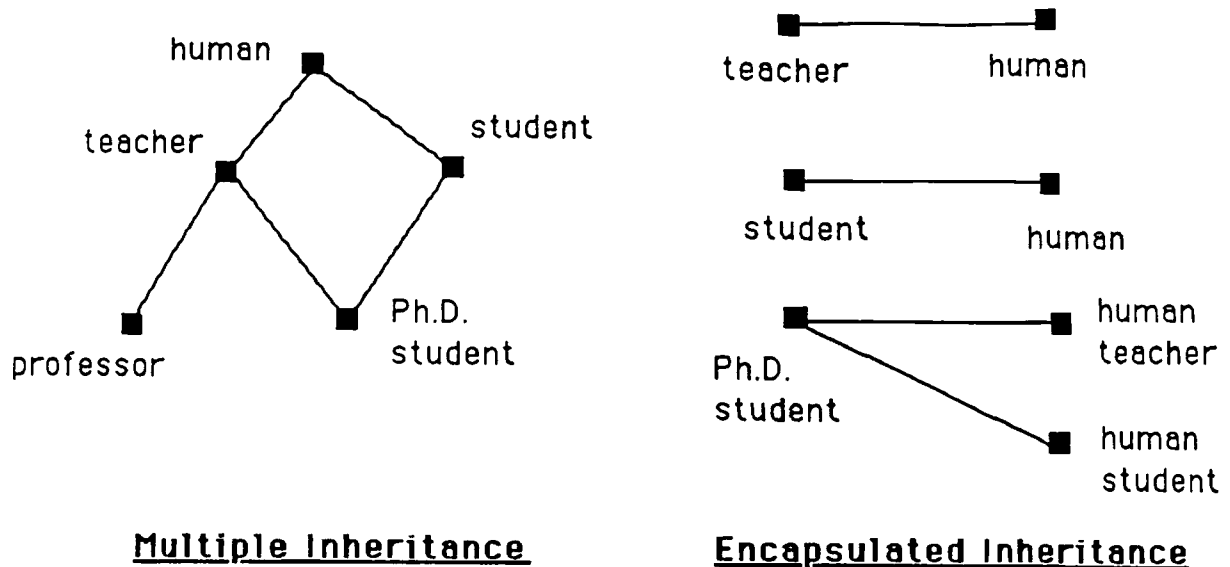 human
teacher
student
professor
Ph.D.
student
Multiple Inheritance
teacher
human
student
human
Ph.D.
student
human
teacher
human
student
Encapsulated Inheritance